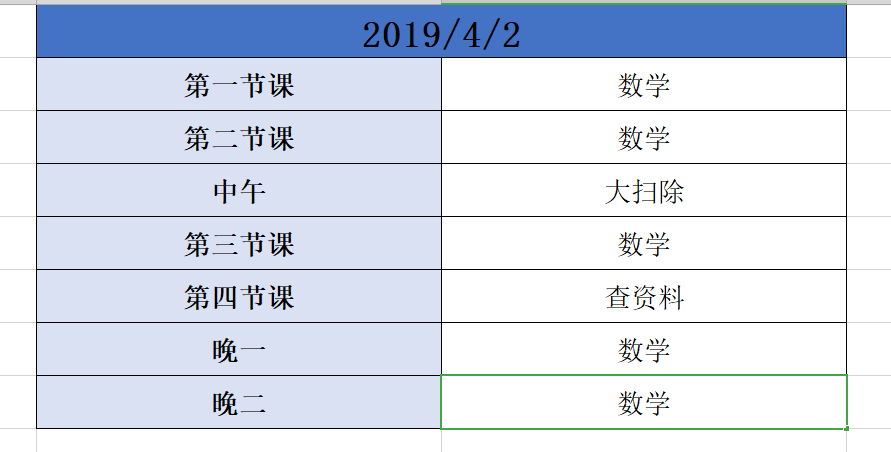 2019/4/2
第一节课 数学
第二节课 数学
中午 大扫除
第三节课 数学
第四节课 查资料
晚一 数学
晚二 数学